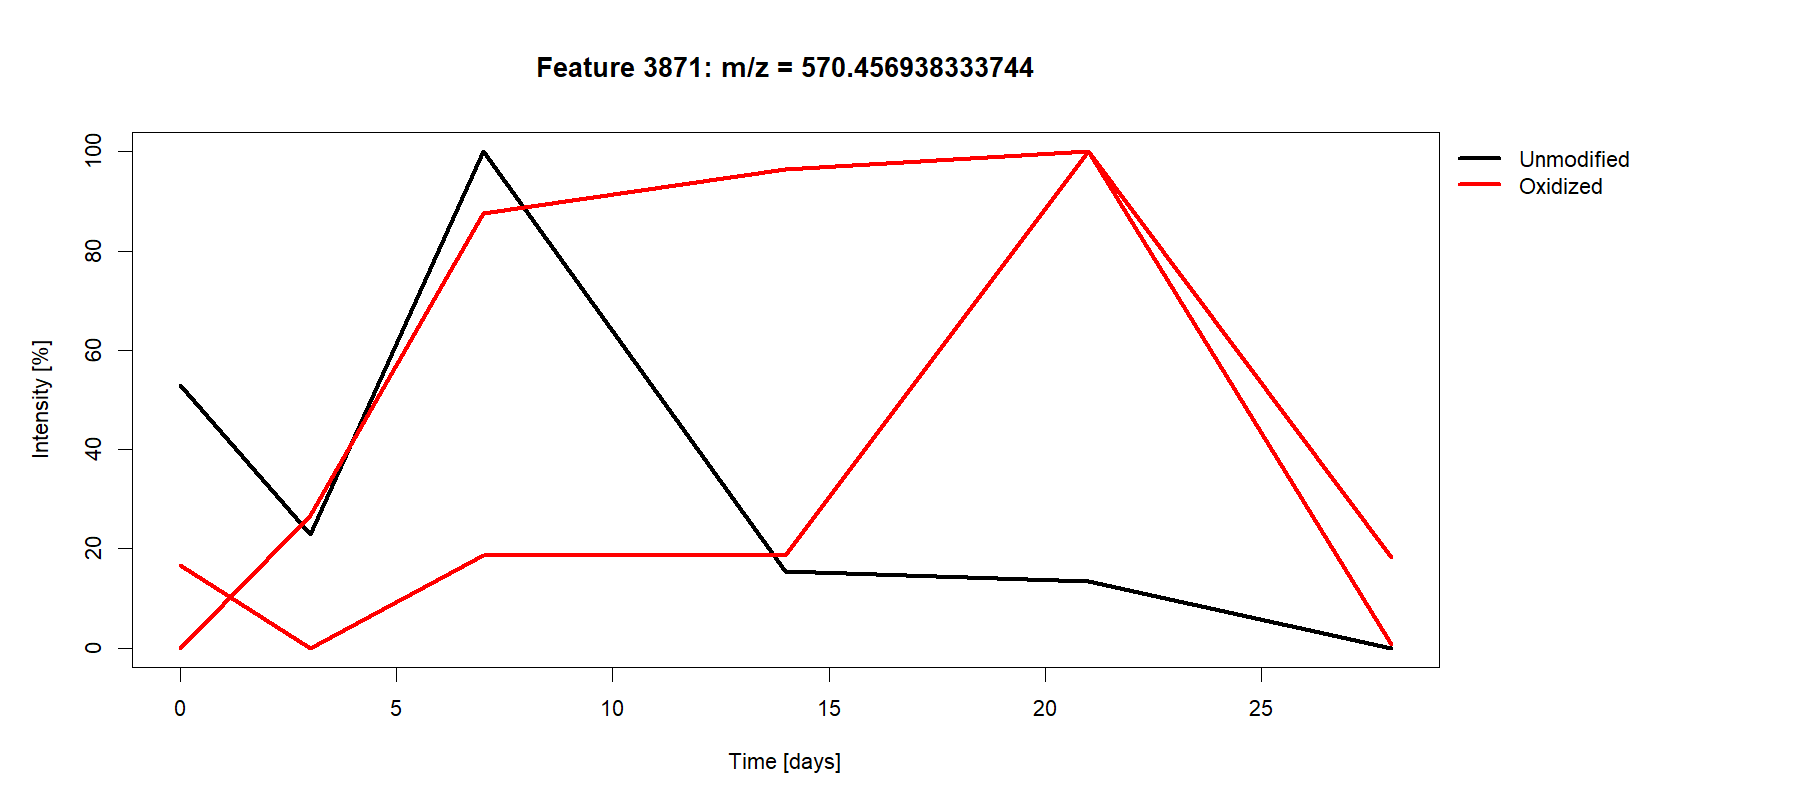 Feature 3871: m/z = 570.456938333744
Unmodified
Oxidized
Intensity [%]
100
80
60
40
20
0
0 5 10 15 20 25
Time [days]